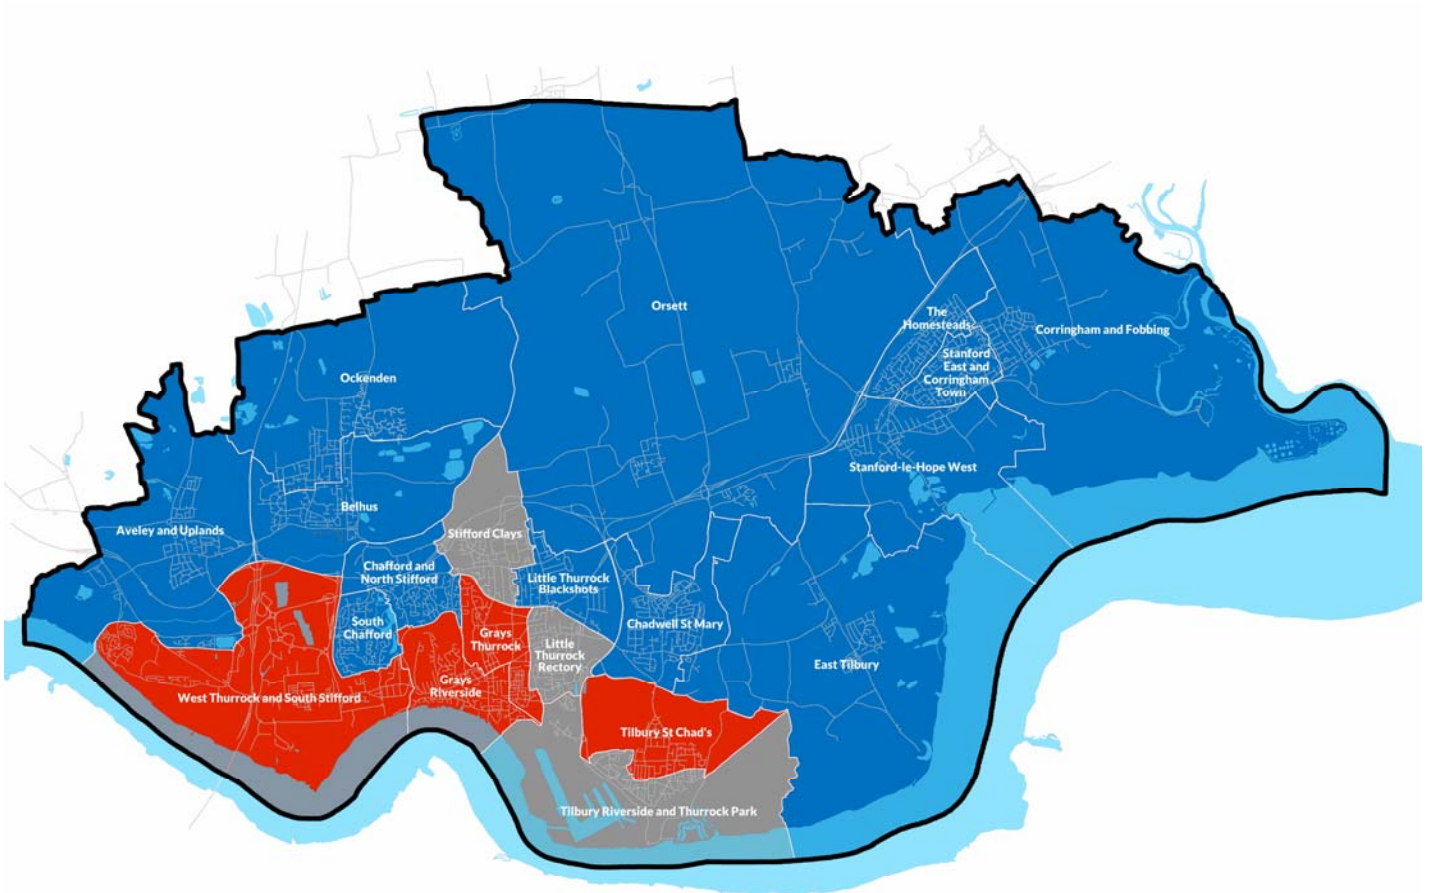 Orsett
The
Homesteads
Corringham and Fobbing
Stanford
East and
Corringham
Town
Ockenden
Stanford-le-Hope West
Belhus
Aveley and Uplands
Stifford Clays
Chafford and
North Stifford
Little Thurrock
Blackshots
South
Chafford
Chadwell St Mary
Grays
Thurrock
Little
Thurrock
Rectory
East Tilbury
Grays
Riverside
West Thurrock and South Stifford
Tilbury St Chad's
Tilbury Riverside and Thurrock Park